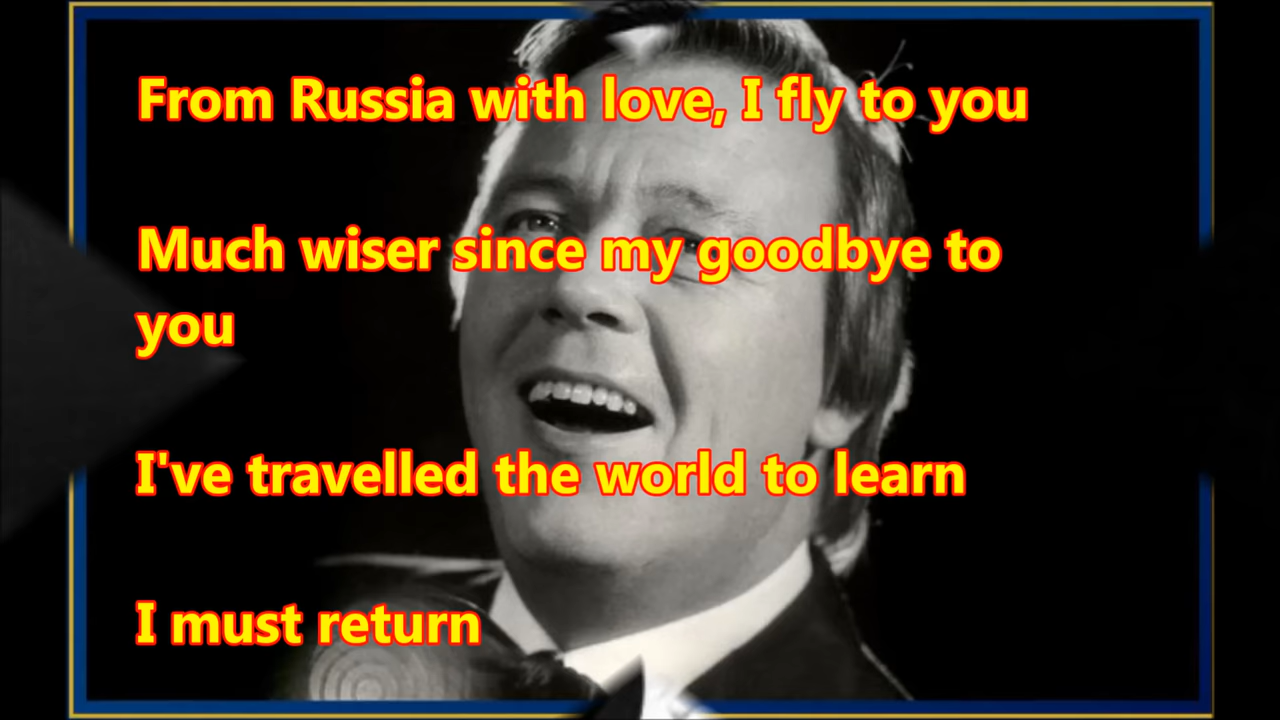 From Russia with love, I fly to you
Much wiser since my goodbye to
you
I've travelled the world to learn
I must return